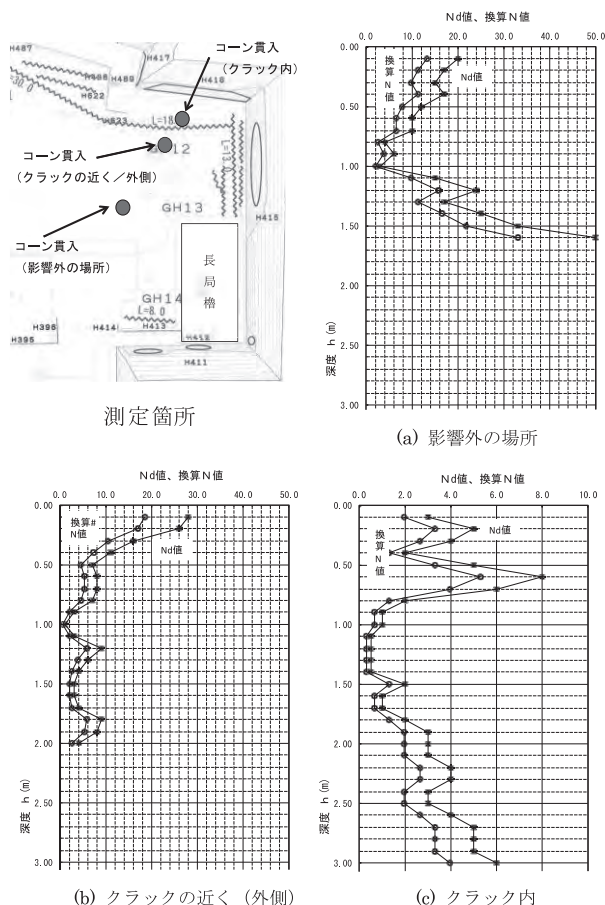 コーン貫入
(クラック内)
コーン貫入
(クラックの近く/外側)
コーン貫入
(影響外の場所)
H487
H417
H488
H489
H416
H622
H623
L=18.
12
GH13
H415
長局櫓
GH14
L=8.0
H396
H395
H414
H413
H412
H411
測定箇所
Nd値、換算N値
0.0 10.0 20.0 30.0 40.0 50.0
0.00
0.50
1.00
1.50
2.00
2.50
3.00
深度 h (m)
換算N値
Nd値
(a) 影響外の場所
Nd値、換算N値
0.0 10.0 20.0 30.0 40.0 50.0
0.00
0.50
1.00
1.50
2.00
2.50
3.00
深度 h (m)
換算#
N値
Nd値
(b) クラックの近く (外側)
Nd値、換算N値
0.0 2.0 4.0 6.0 8.0 10.0
0.00
0.50
1.00
1.50
2.00
2.50
3.00
深度 h (m)
換算N値
Nd値
(c) クラック内